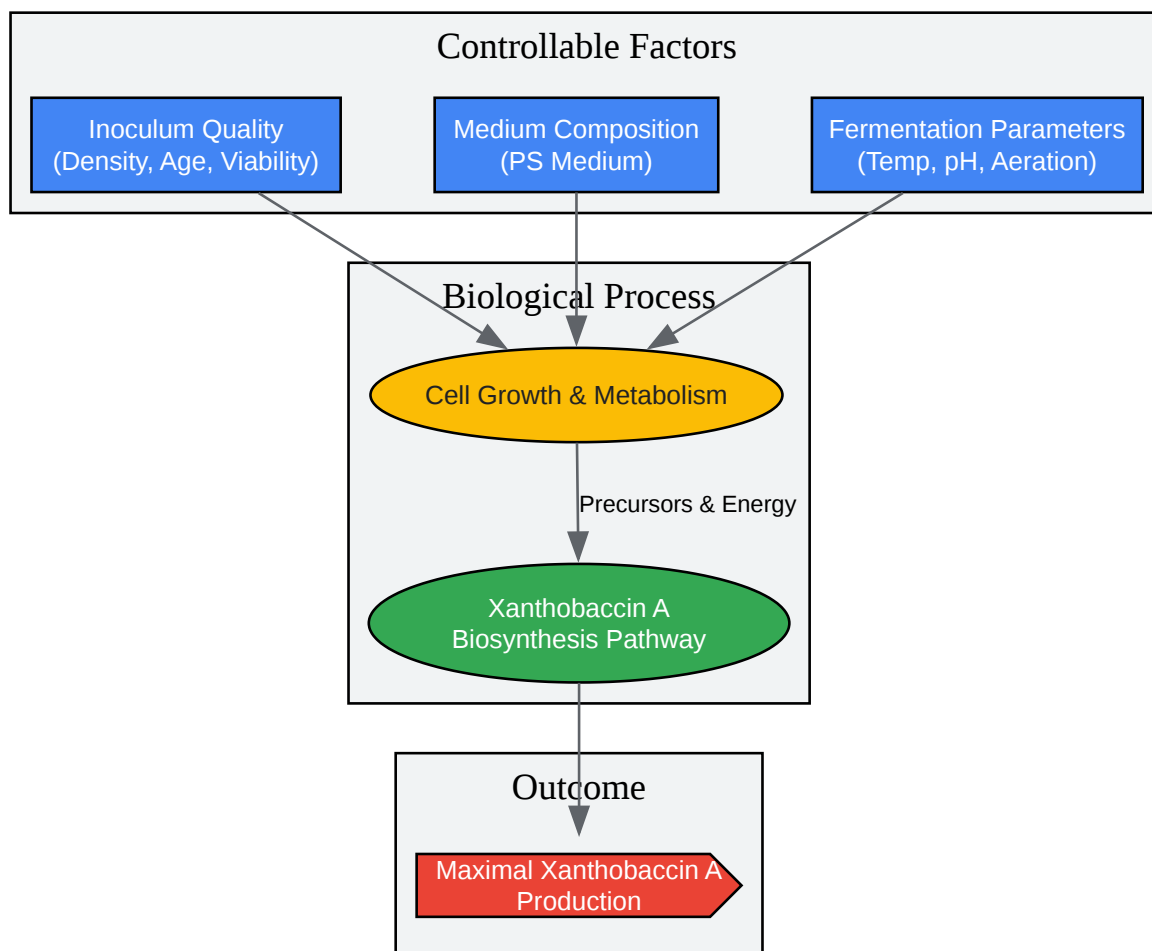 Controllable Factors
Inoculum Quality
(Density, Age, Viability)
Medium Composition
(PS Medium)
Fermentation Parameters
(Temp, pH, Aeration)
Biological Process
Cell Growth & Metabolism
Precursors & Energy
Xanthobaccin A
Biosynthesis Pathway
Outcome
Maximal Xanthobaccin A
Production